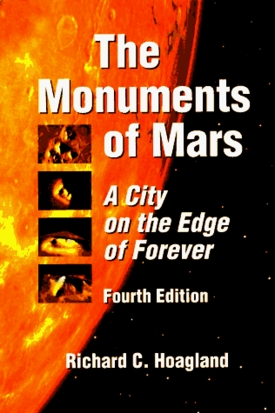 The
Monuments
of Mars
A City
on the Edge
of Forever
Fourth Edition
Richard C. Hoagland